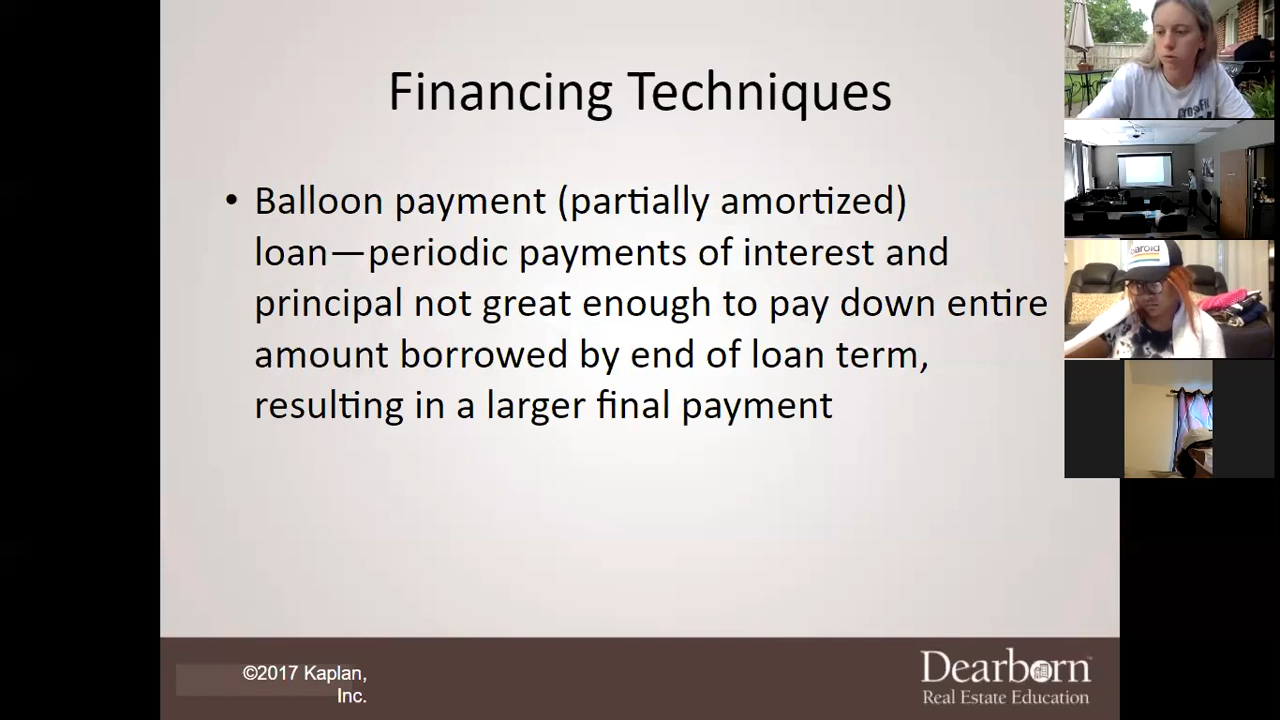 Financing Techniques
• Balloon payment (partially amortized)
loan—periodic payments of interest and
principal not great enough to pay down entire
amount borrowed by end of loan term,
resulting in a larger final payment
©2017 Kaplan,
Inc.
Dearborn™
Real Estate Education
CrossFit